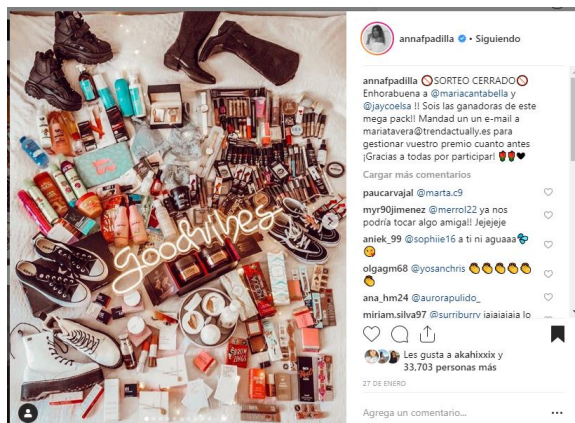 goodvibes
annafpadilla • Siguiendo
annafpadilla 🚫SORTEO CERRADO🚫
Enhorabuena a @mariacantabella y
@jaycoelsa !! Sois las ganadoras de este
mega pack!! Mandad un un e-mail a
mariatavera@trendactually.es para
gestionar vuestro premio cuanto antes
¡Gracias a todas por participar! 🌹🌹🖤
Cargar más comentarios
paucarvajal @marta.c9
myr90jimenez @merrol22 ya nos
podría tocar algo amiga!! Jejejeje
aniek_99 @sophiie16 a ti ni aguaaa
😘
olgagm68 @yosanchris 👏👏👏👏👏
👏
ana_hm24 @aurorapulido_
miriam.silva97 @surriburry jajajajaja lo
Les gusta a akahixxix y
33,703 personas más
27 DE ENERO
Agrega un comentario...